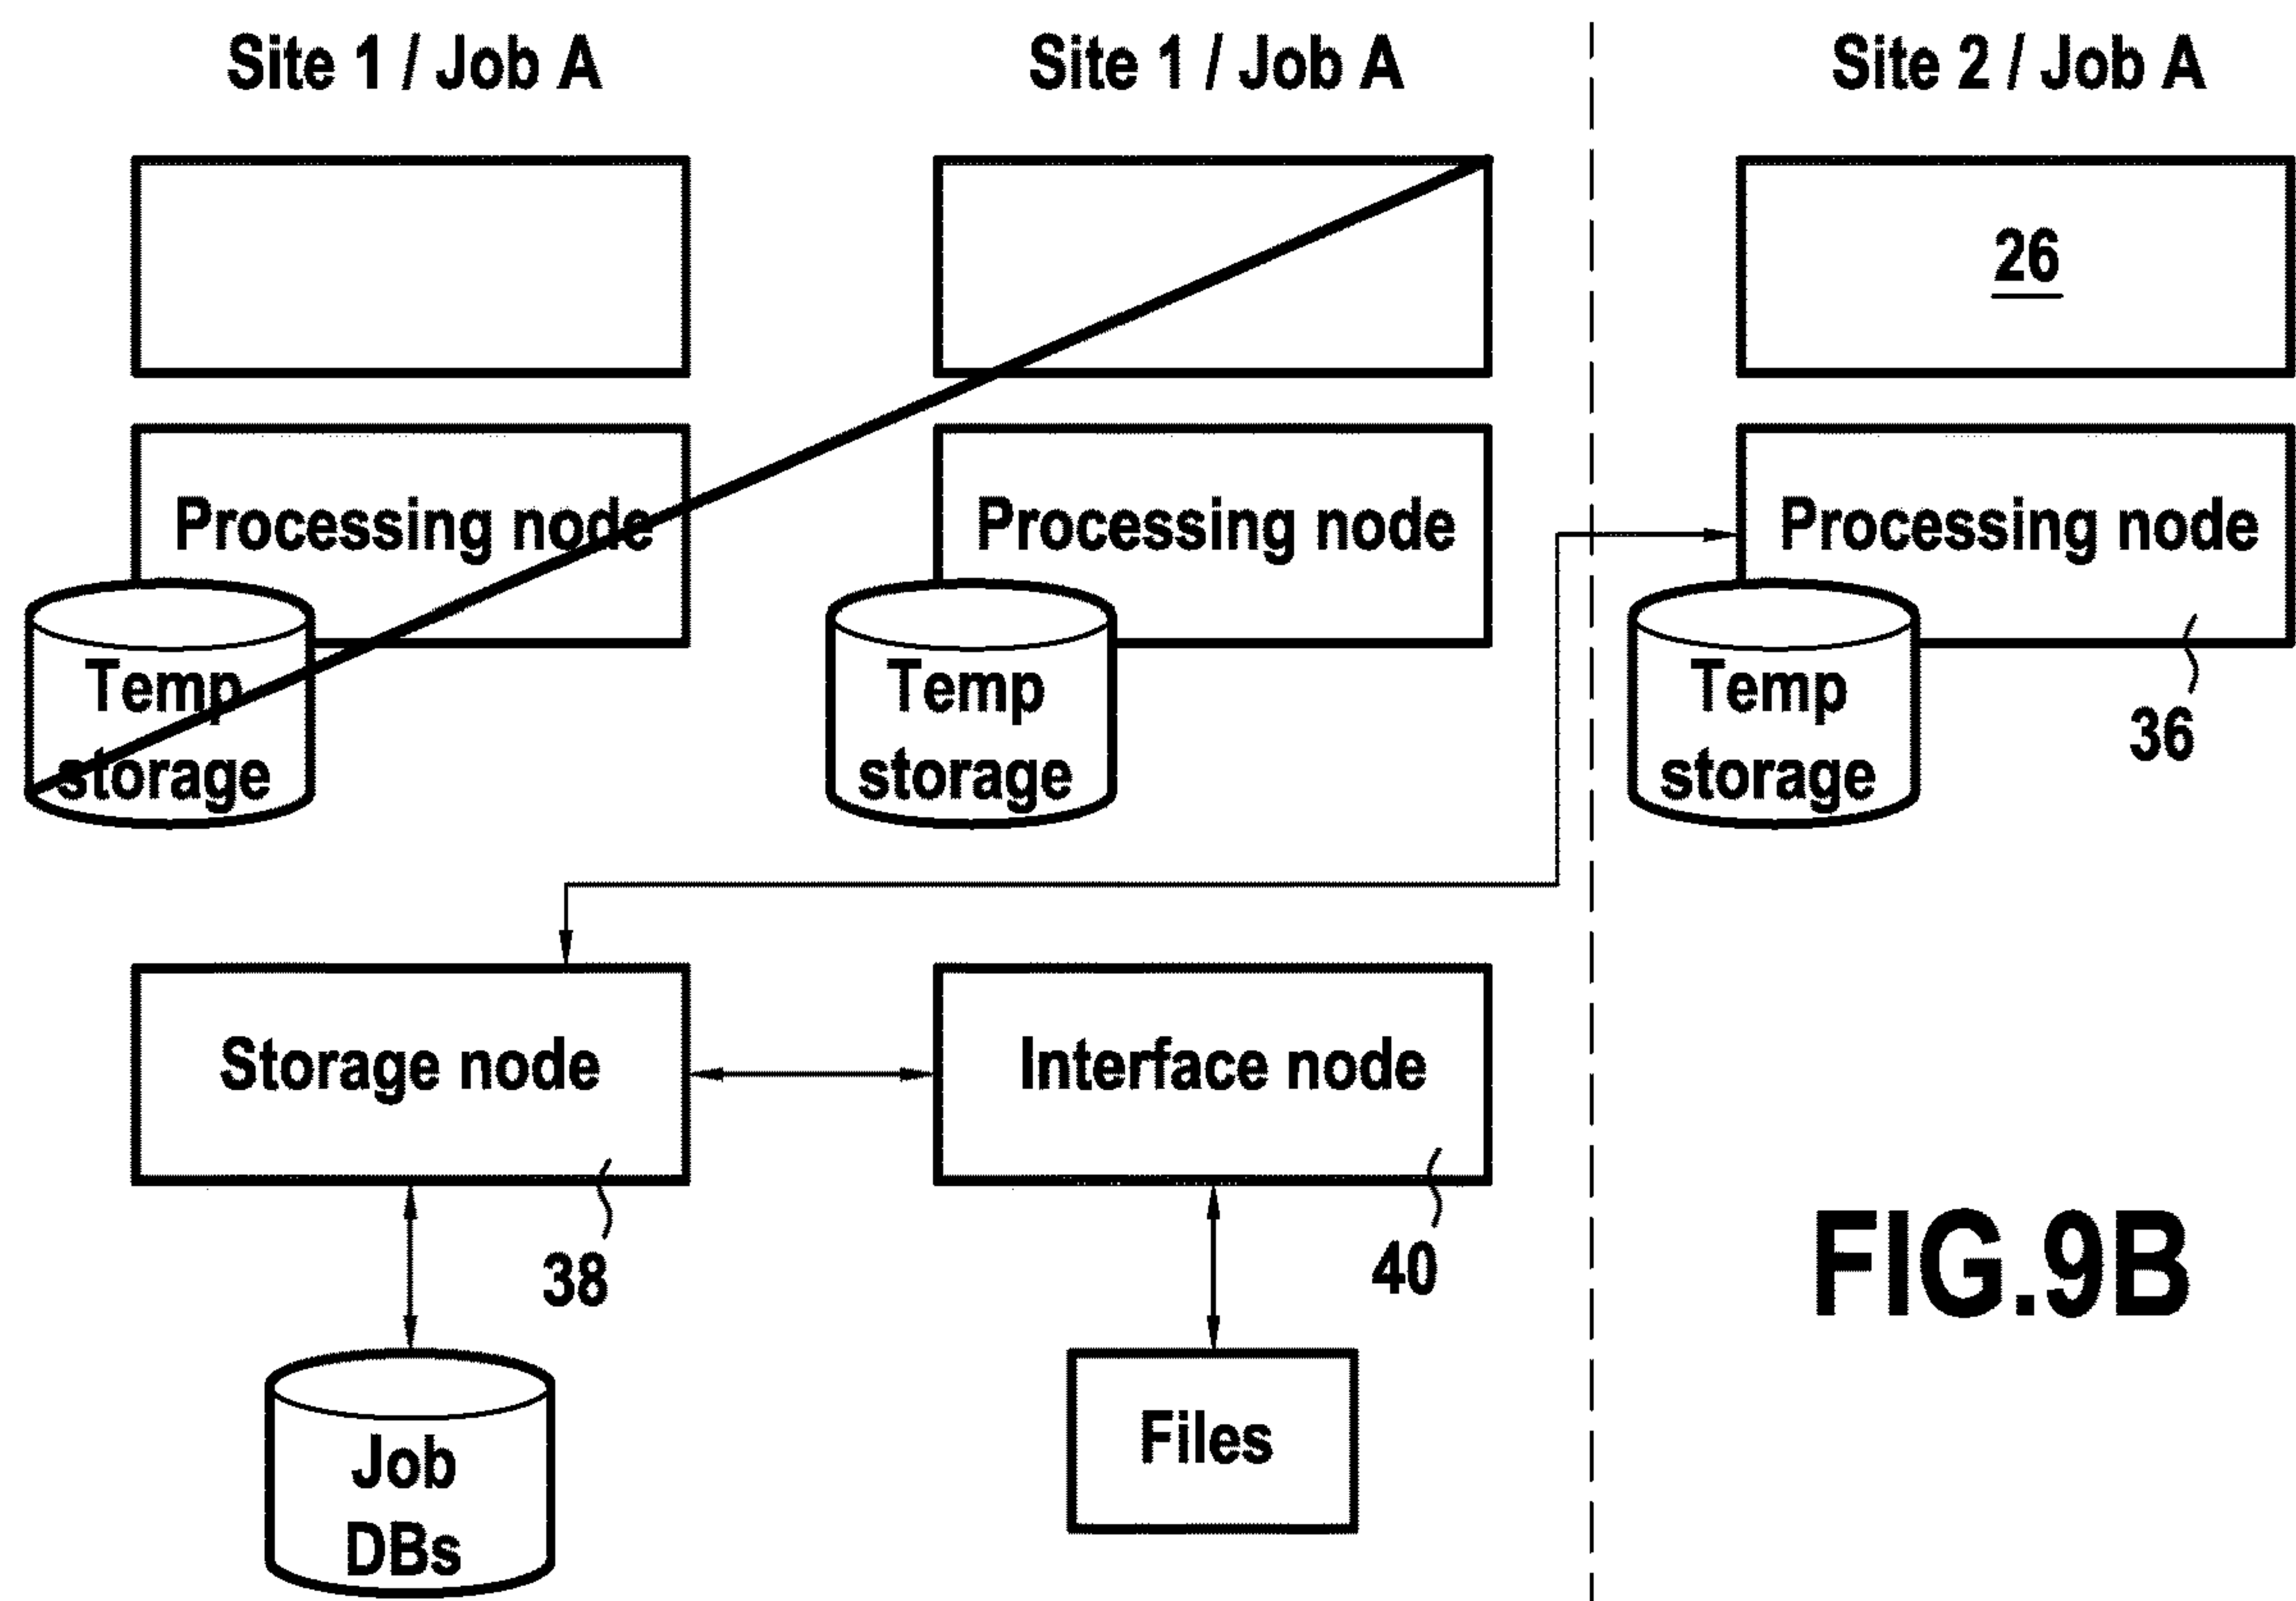 Site 1 / Job A
Site 1 / Job A
Site 2 / Job A
26
Processing node
Processing node
Processing node
Temp
storage
Temp
storage
Temp
storage
36
Storage node
Interface node
38
40
Job
DBs
Files
FIG.9B